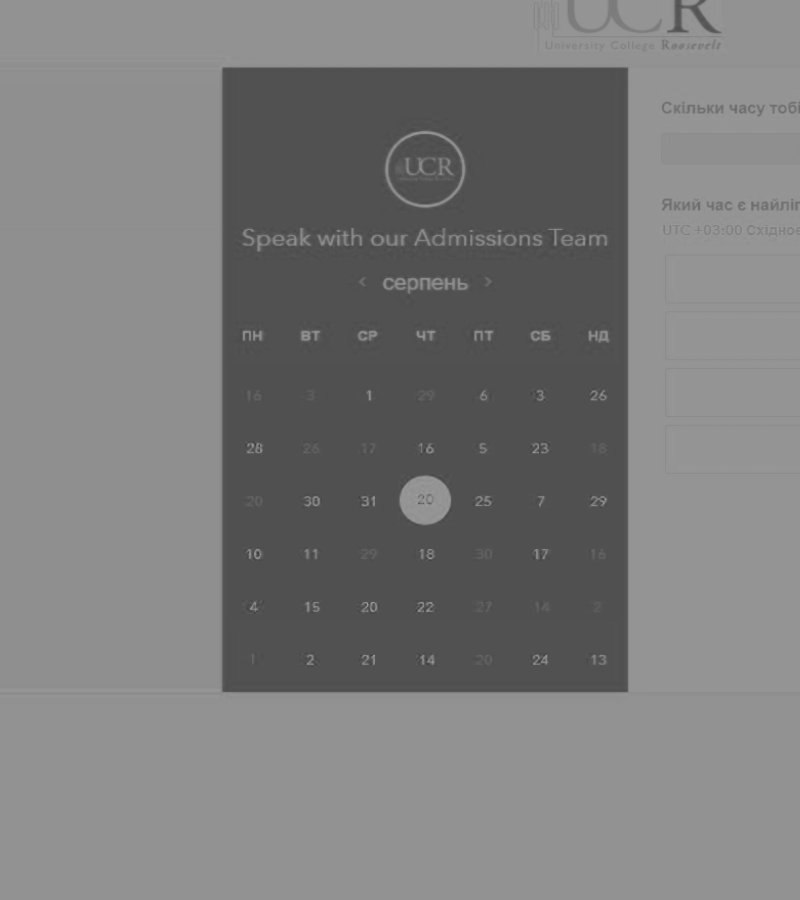 UCR
University College Roosevelt
UCR
Speak with our Admissions Team
< серпень >
ПН ВТ СР ЧТ ПТ СБ НД
16 3 1 29 6 3 26
28 26 17 16 5 23 18
20 30 31 20 25 7 29
10 11 29 18 30 17 16
4 15 20 22 27 14 2
1 2 21 14 20 24 13
Скільки часу тобі
Який час є найліп
UTC +03:00 Східноє